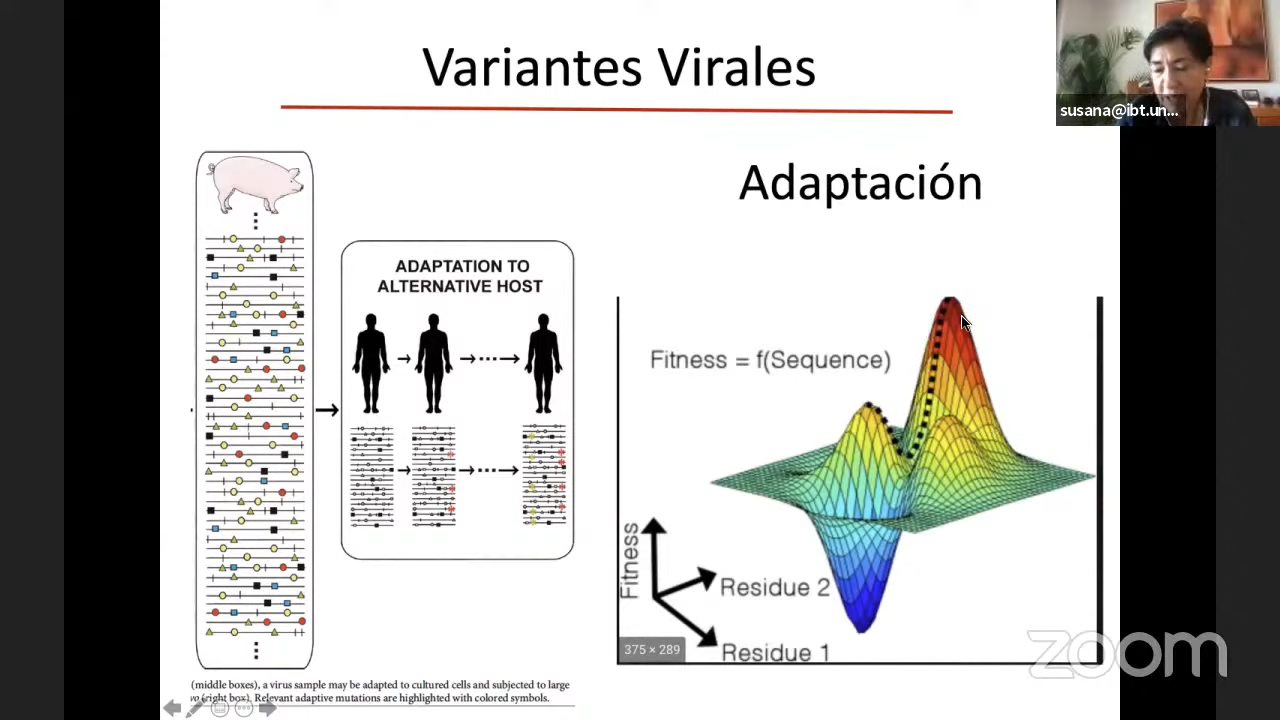 Variantes Virales
susana@ibt.un...
Adaptación
ADAPTATION TO
ALTERNATIVE HOST
Fitness = f(Sequence)
Fitness
Residue 2
Residue 1
375 × 289
(middle boxes), a virus sample may be adapted to cultured cells and subjected to large
(right box). Relevant adaptive mutations are highlighted with colored symbols.
zoom